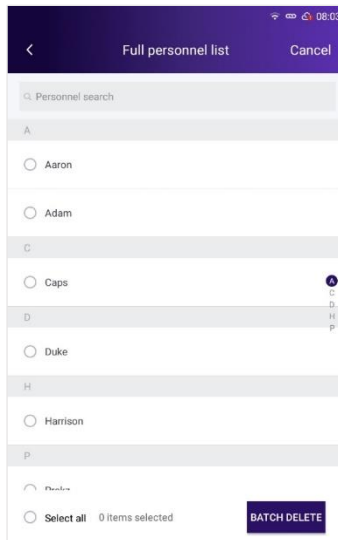 08:03
Full personnel list
Cancel
Personnel search
A
Aaron
Adam
C
Caps
A
C
D
H
P
D
Duke
H
Harrison
P
Select all 0 items selected
BATCH DELETE